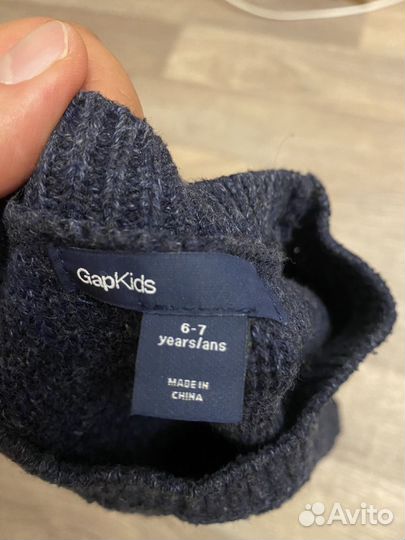 GapKids
6-7
years/ans
MADE IN
CHINA
Avito